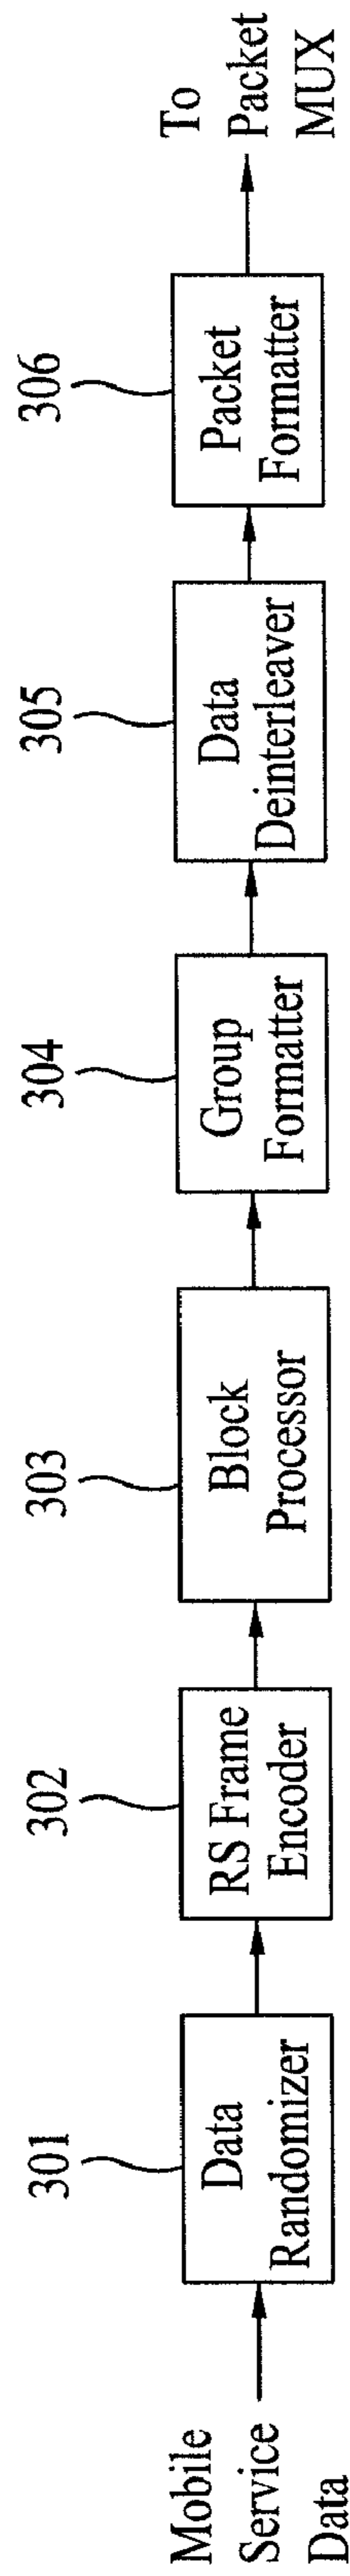 Mobile
Service
Data
301
Data
Randomizer
302
RS Frame
Encoder
303
Block
Processor
304
Group
Formatter
305
Data
Deinterleaver
306
Packet
Formatter
To
Packet
MUX